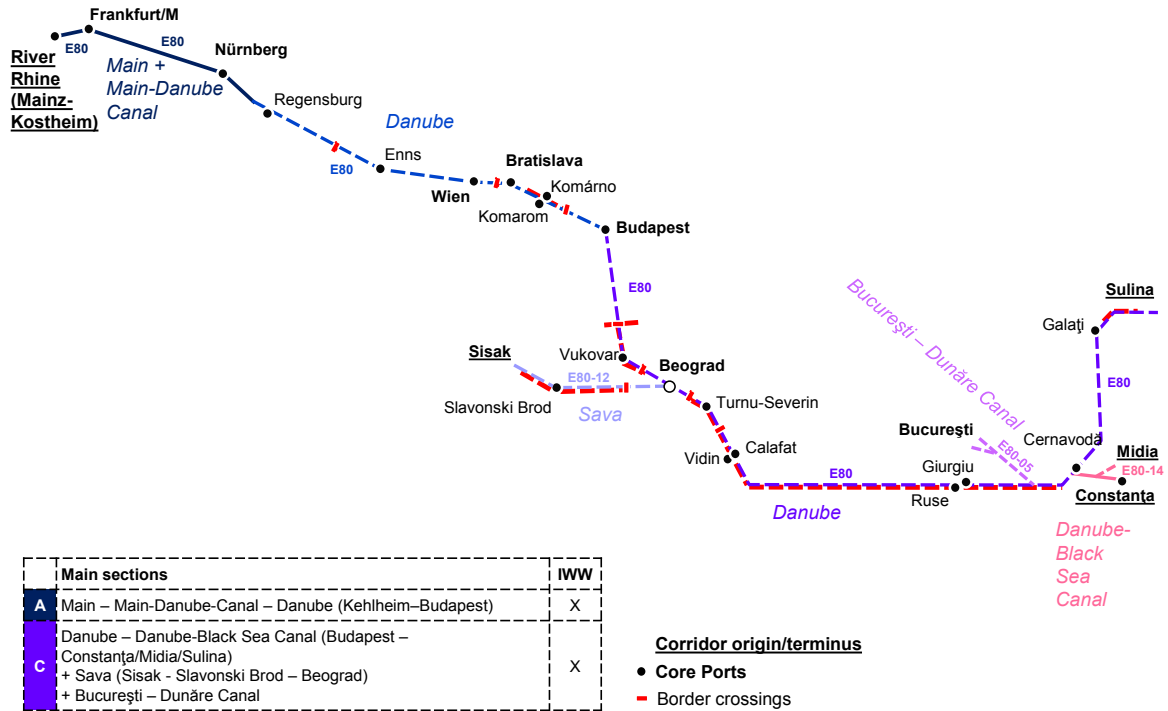 Frankfurt/M
E80
E80
River
Rhine
(Mainz-
Kostheim)
Main +
Main-Danube
Canal
Nürnberg
Regensburg
Danube
E80
Enns
Wien
Bratislava
Komárno
Komarom
Budapest
E80
Vukovar
Sisak
E80-12
Slavonski Brod
Sava
Beograd
Turnu-Severin
Vidin
Calafat
E80
Danube
Bucureşti – Dunăre Canal
Bucureşti
E80-05
Giurgiu
Ruse
Cernavodă
Sulina
Galaţi
E80
Midia
E80-14
Constanţa
Danube-
Black
Sea
Canal
Main sections IWW
A Main – Main-Danube-Canal – Danube (Kehlheim–Budapest) X
Danube – Danube-Black Sea Canal (Budapest –
Constanţa/Midia/Sulina)
C X
+ Sava (Sisak - Slavonski Brod – Beograd)
+ Bucureşti – Dunăre Canal
Corridor origin/terminus
Core Ports
Border crossings